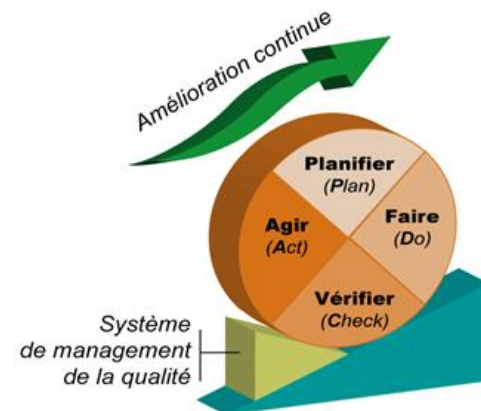 Amélioration continue
Planifier
(Plan)
Faire
(Do)
Agir
(Act)
Vérifier
(Check)
Système
de management
de la qualité